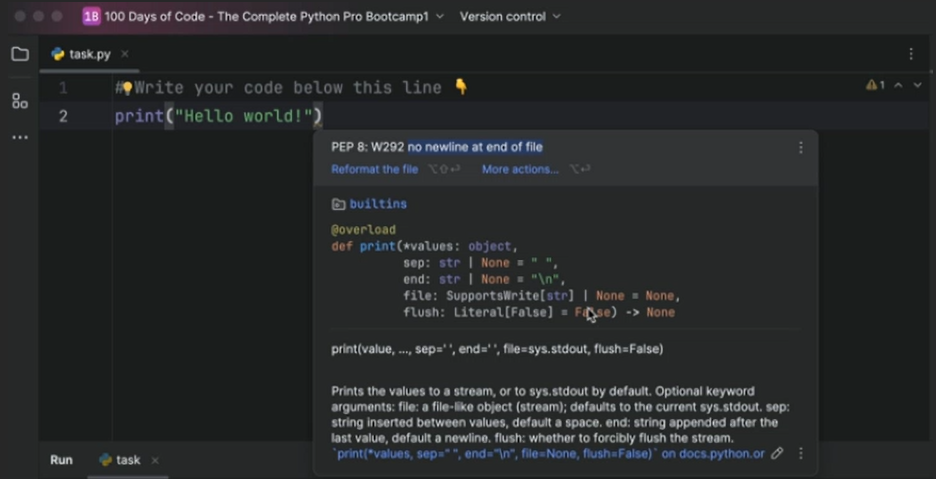 1B 100 Days of Code - The Complete Python Pro Bootcamp1 Version control
task.py
1 # Write your code below this line 👇 1
2 print("Hello world!")
PEP 8: W292 no newline at end of file
Reformat the file ⌥⇧⏎ More actions... ⌥⏎
builtins
@overload
def print(*values: object,
sep: str | None = " ",
end: str | None = "\n",
file: SupportsWrite[str] | None = None,
flush: Literal[False] = False) -> None
print(value, ..., sep=' ', end=' ', file=sys.stdout, flush=False)
Prints the values to a stream, or to sys.stdout by default. Optional keyword
arguments: file: a file-like object (stream); defaults to the current sys.stdout. sep:
string inserted between values, default a space. end: string appended after the
last value, default a newline. flush: whether to forcibly flush the stream.
`print(*values, sep=" ", end="\n", file=None, flush=False)` on docs.python.or
Run task